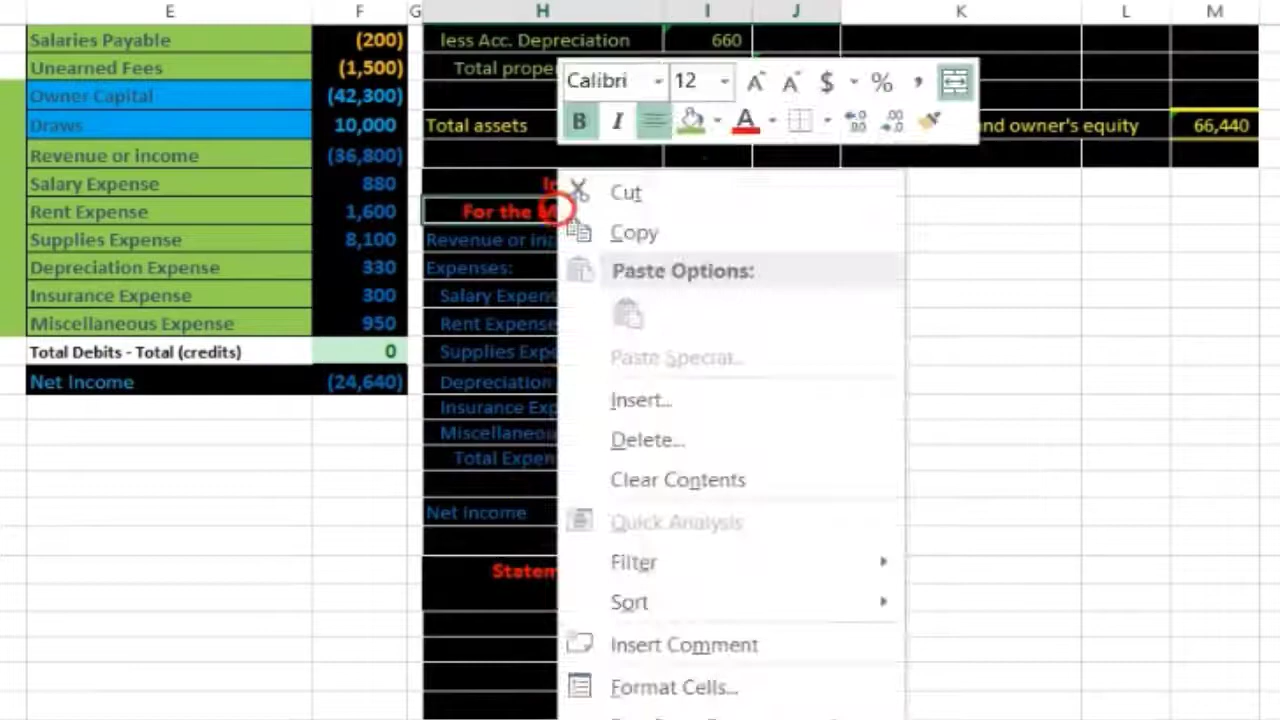 E F G H I J K L M
Salaries Payable (200) less Acc. Depreciation 660
Unearned Fees (1,500) Total prope
Calibri 12 $ %
Owner Capital (42,300)
B I A
Draws 10,000 Total assets nd owner's equity 66,440
Revenue or income (36,800)
Salary Expense 880
Cut
Rent Expense 1,600 For the M
Copy
Supplies Expense 8,100 Revenue or inc
Depreciation Expense 330 Expenses:
Paste Options:
Insurance Expense 300 Salary Expens
Miscellaneous Expense 950 Rent Expense
Total Debits - Total (credits) 0 Supplies Expe
Paste Special...
Net Income (24,640) Depreciation
Insert...
Insurance Exp
Miscellaneou
Delete...
Total Expen
Clear Contents
Net Income
Quick Analysis
Filter
Statem
Sort
Insert Comment
Format Cells...